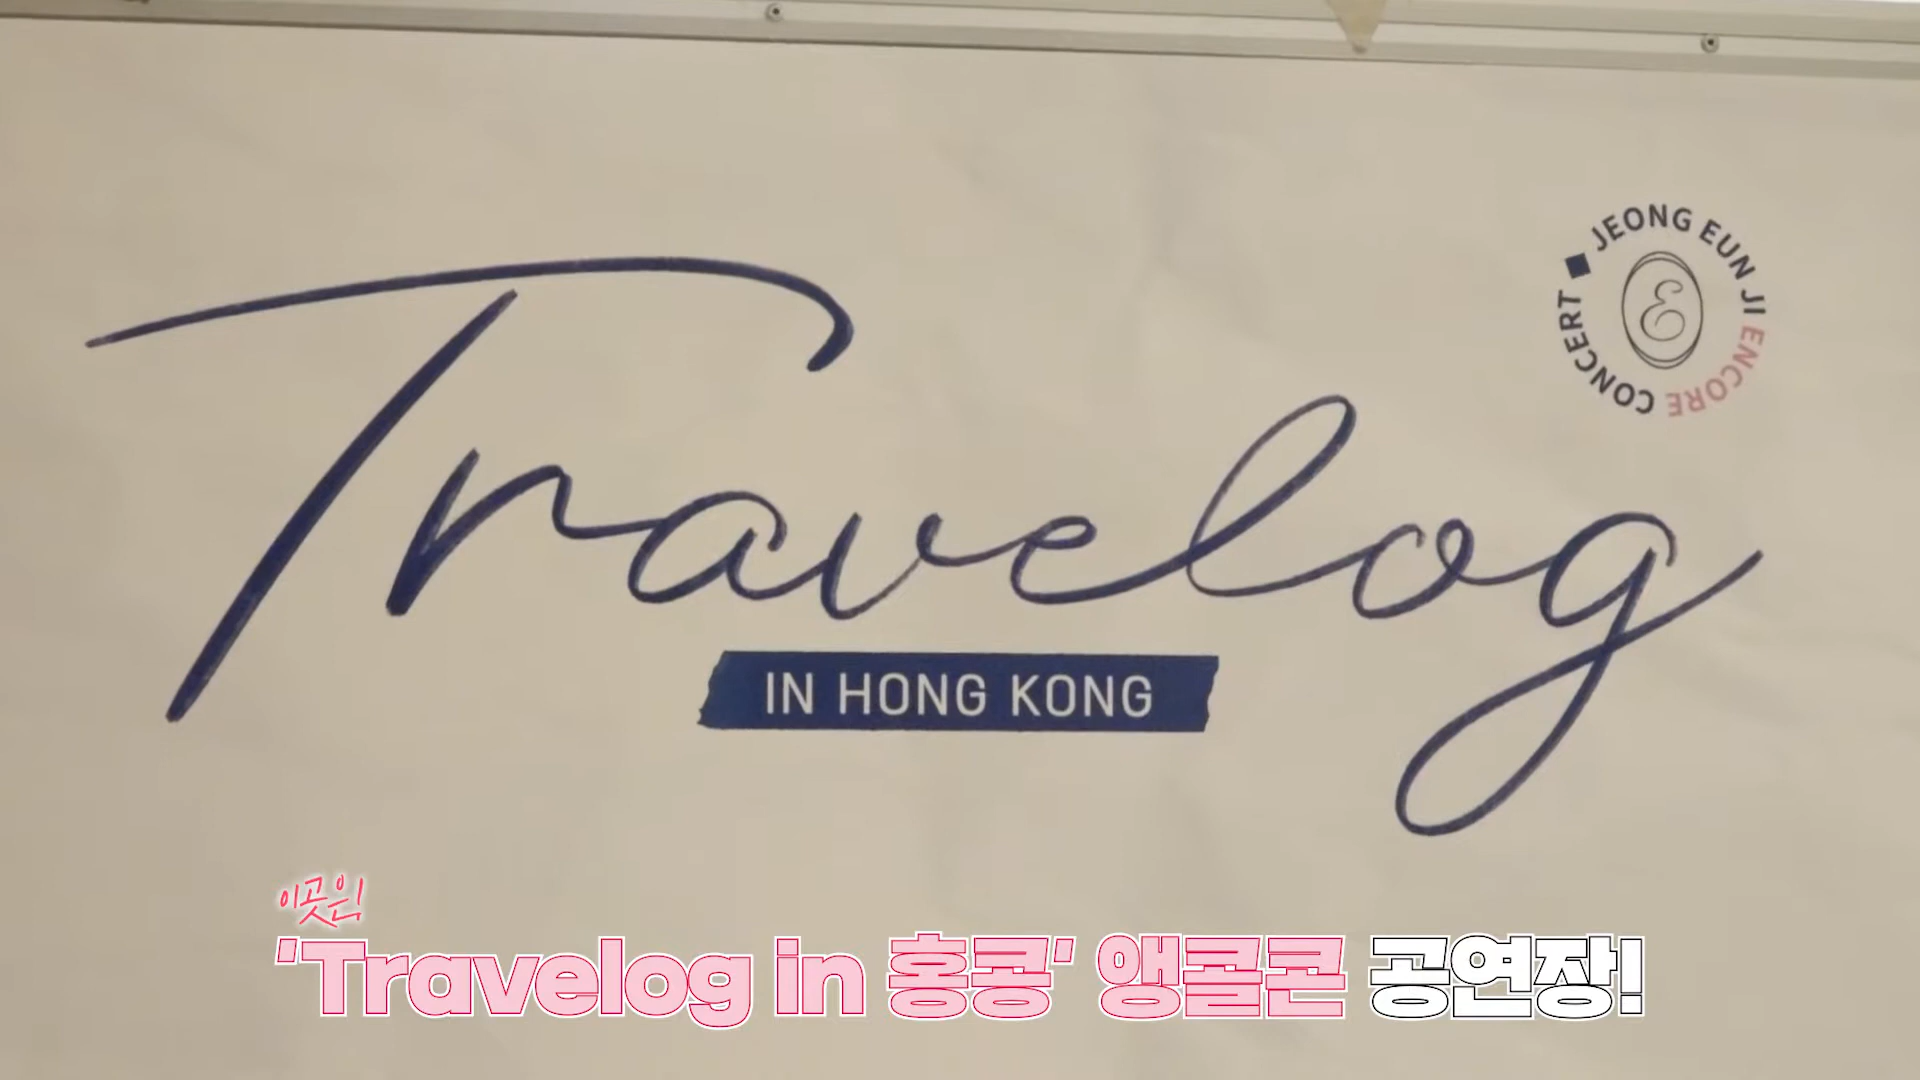 JEONG EUN JI ENCORE CONCERT
E
Travelog
IN HONG KONG
이곳은!
'Travelog in 홍콩' 앵콜콘 공연장!